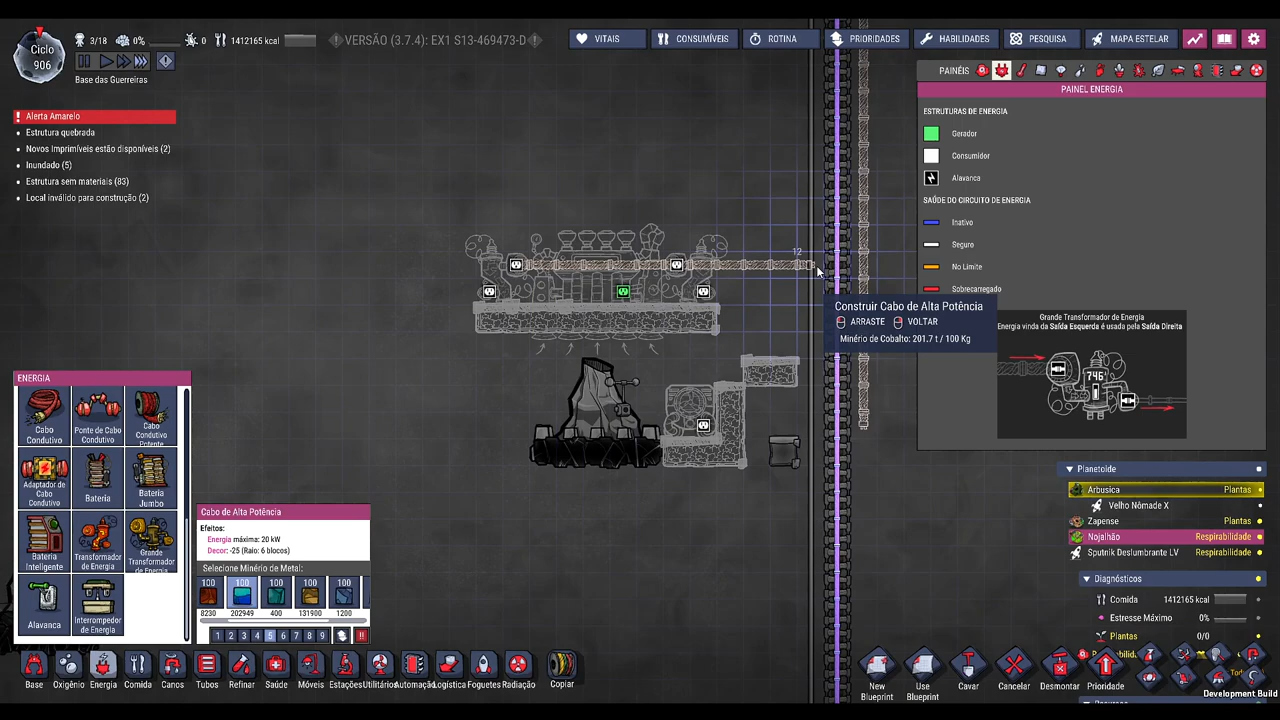 Ciclo
906
3/18
0%
0
1412165 kcal
VERSÃO (3.7.4): EX1 S13-469473-D
VITAIS
CONSUMÍVEIS
ROTINA
PRIORIDADES
HABILIDADES
PESQUISA
MAPA ESTELAR
Base das Guerreiras
PAINÉIS
PAINEL ENERGIA
Alerta Amarelo
Estrutura quebrada
Novos Imprimíveis estão disponíveis (2)
Inundado (5)
Estrutura sem materiais (83)
Local inválido para construção (2)
ESTRUTURAS DE ENERGIA
Gerador
Consumidor
Alavanca
SAÚDE DO CIRCUITO DE ENERGIA
Inativo
Seguro
No Limite
Sobrecarregado
12
Construir Cabo de Alta Potência
ARRASTE
VOLTAR
Minério de Cobalto: 201.7 t / 100 Kg
Grande Transformador de Energia
Energia vinda da Saída Esquerda é usada pela Saída Direita
746
ENERGIA
Cabo
Condutivo
Ponte de Cabo
Condutivo
Cabo
Condutivo
Potente
Adaptador de
Cabo
Condutivo
Bateria
Bateria
Jumbo
Bateria
Inteligente
Transformador
de Energia
Grande
Transformador
de Energia
Alavanca
Interrompedor
de Energia
Cabo de Alta Potência
Efeitos:
Energia máxima: 20 kW
Decor: -25 (Raio: 6 blocos)
Selecione Minério de Metal:
100 100 100 100 100
8230 202949 400 131900 1200
1 2 3 4 5 6 7 8 9 !!
Planetoide
Arbusica Plantas
Velho Nômade X
Zapense Plantas
Nojalhão Respirabilidade
Sputnik Deslumbrante LV Respirabilidade
Diagnósticos
Comida 1412165 kcal
Estresse Máximo 0%
Plantas 0/0
Base
Oxigênio
Energia
Comida
Canos
Tubos
Refinar
Saúde
Móveis
Estações
Utilitários
Automação
Logística
Foguetes
Radiação
Copiar
New
Blueprint
Use
Blueprint
Cavar
Cancelar
Desmontar
Prioridade
Development Build